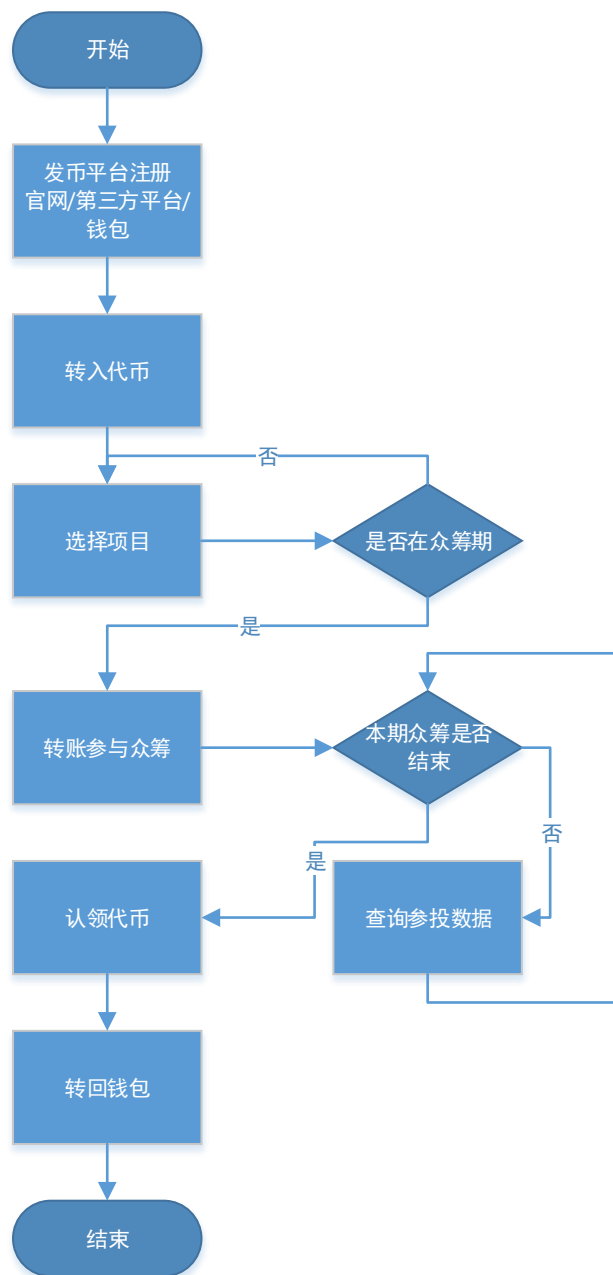 开始
发币平台注册
官网/第三方平台/
钱包
转入代币
否
选择项目
是否在众筹期
是
转账参与众筹
本期众筹是否
结束
否
是
认领代币
查询参投数据
转回钱包
结束